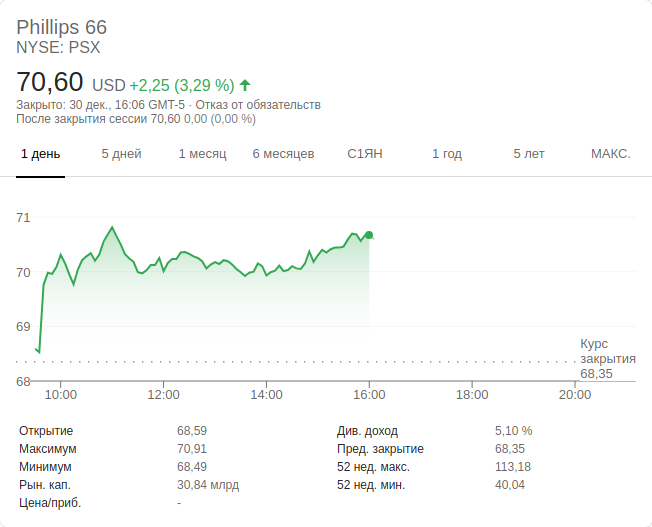 Phillips 66
NYSE: PSX
70,60 USD +2,25 (3,29 %)
Закрыто: 30 дек., 16:06 GMT-5 · Отказ от обязательств
После закрытия сессии 70,60 0,00 (0,00 %)
1 день 5 дней 1 месяц 6 месяцев С1ЯН 1 год 5 лет МАКС.
71
70
69
Курс
закрытия
68,35
68
10:00 12:00 14:00 16:00 18:00 20:00
Открытие 68,59 Див. доход 5,10 %
Максимум 70,91 Пред. закрытие 68,35
Минимум 68,49 52 нед. макс. 113,18
Рын. кап. 30,84 млрд 52 нед. мин. 40,04
Цена/приб. -